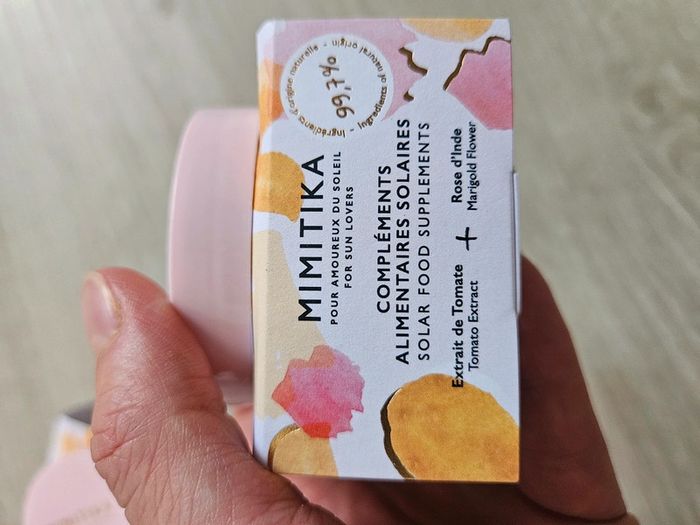 Ingrédients d'origine naturelle - Ingredients of natural origin -
99,7%
MIMITIKA
POUR AMOUREUX DU SOLEIL
FOR SUN LOVERS
COMPLÉMENTS
ALIMENTAIRES SOLAIRES
SOLAR FOOD SUPPLEMENTS
Extrait de Tomate
Tomato Extract
+
Rose d'Inde
Marigold Flower